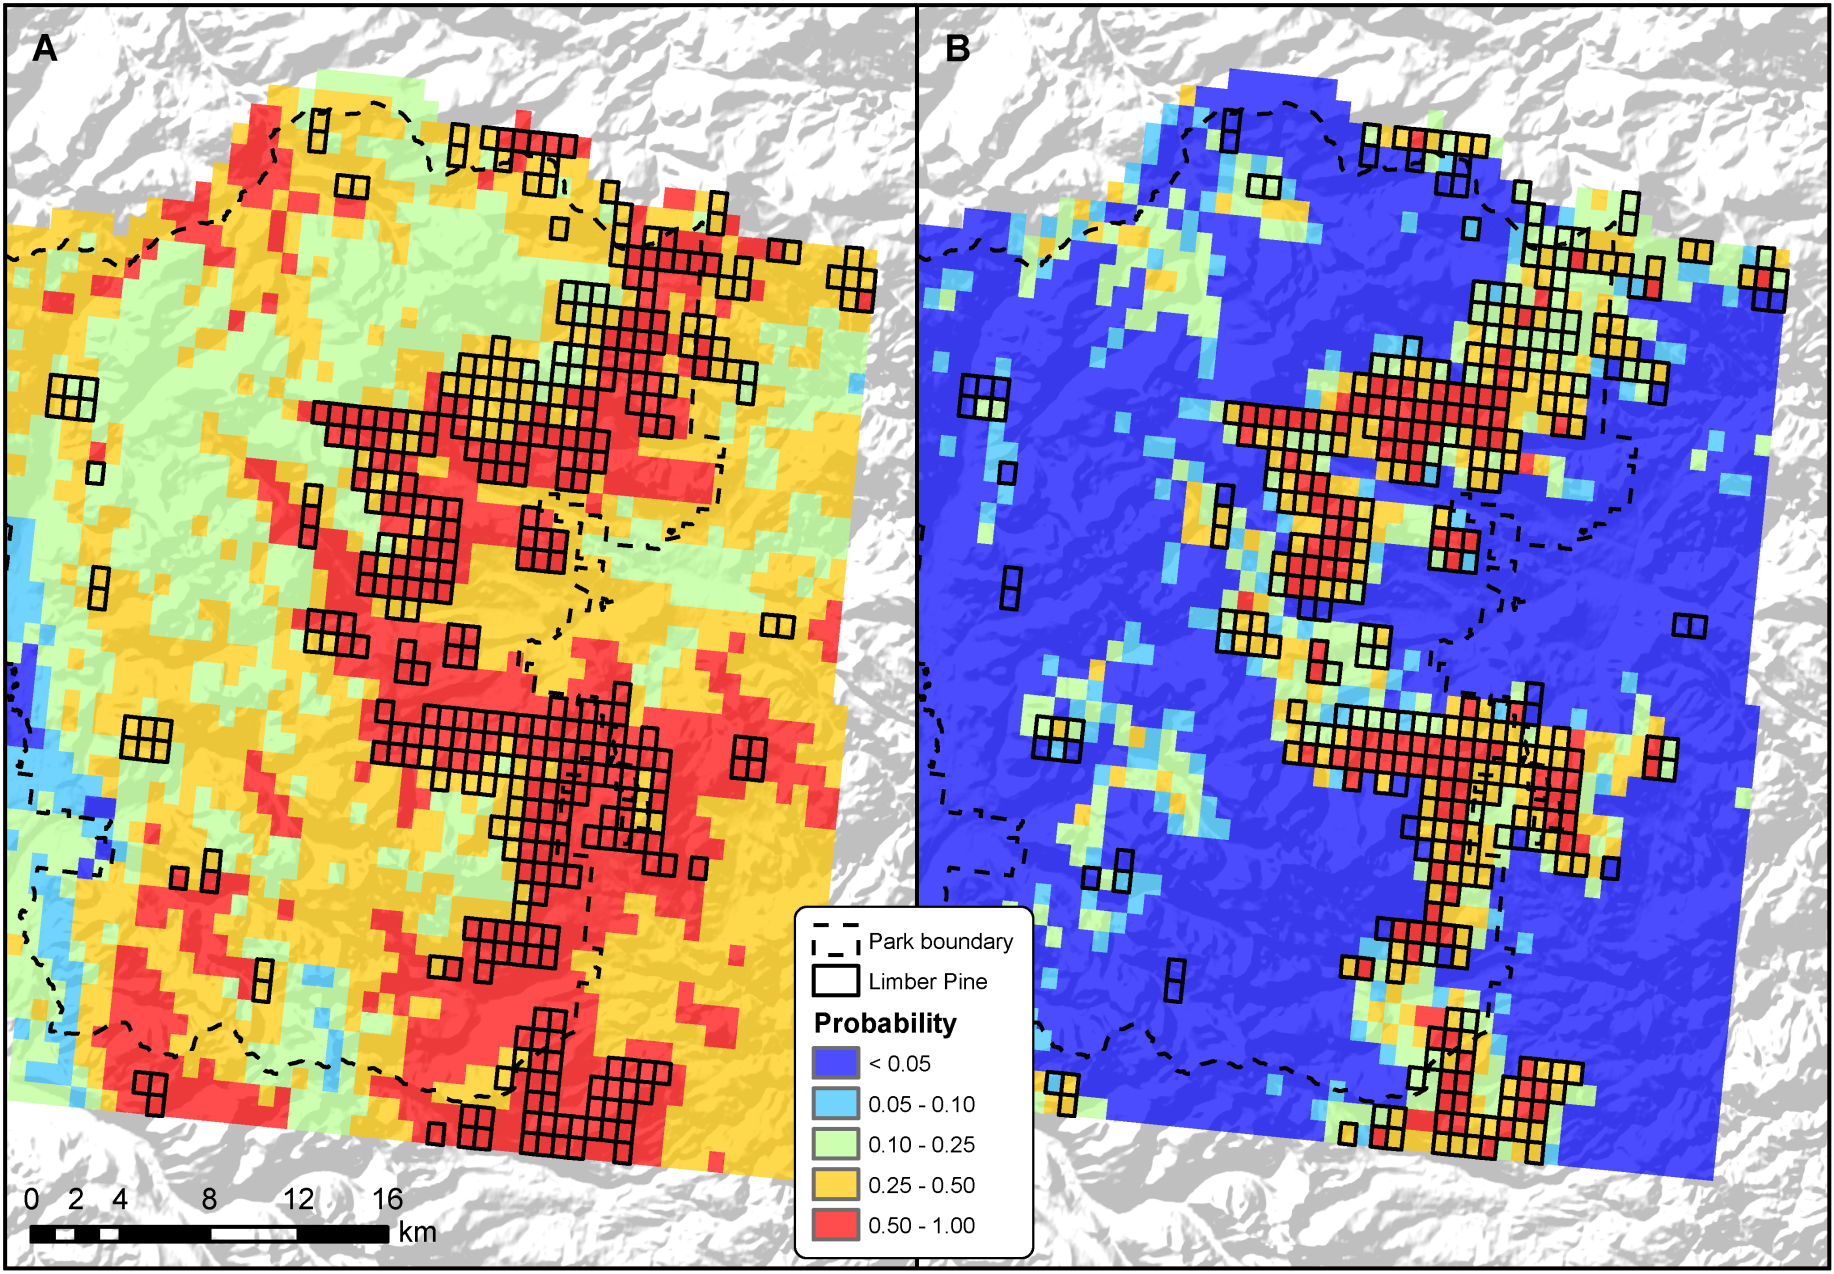 A
B
Park boundary
Limber Pine
Probability
< 0.05
0.05 - 0.10
0.10 - 0.25
0.25 - 0.50
0.50 - 1.00
0 2 4 8 12 16
km